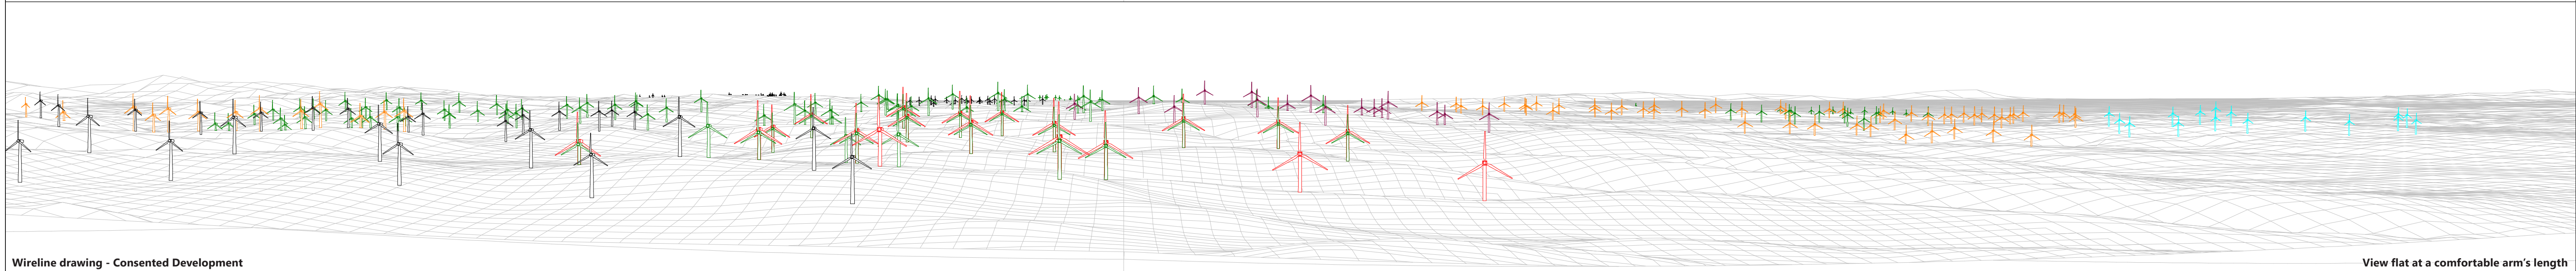 Wireline drawing - Consented Development
View flat at a comfortable arm's length